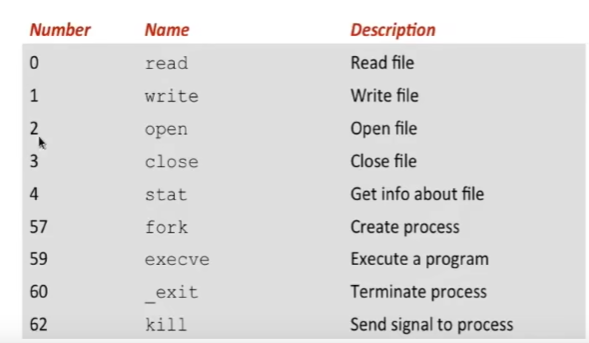 Number Name Description
0 read Read file
1 write Write file
2 open Open file
3 close Close file
4 stat Get info about file
57 fork Create process
59 execve Execute a program
60 _exit Terminate process
62 kill Send signal to process